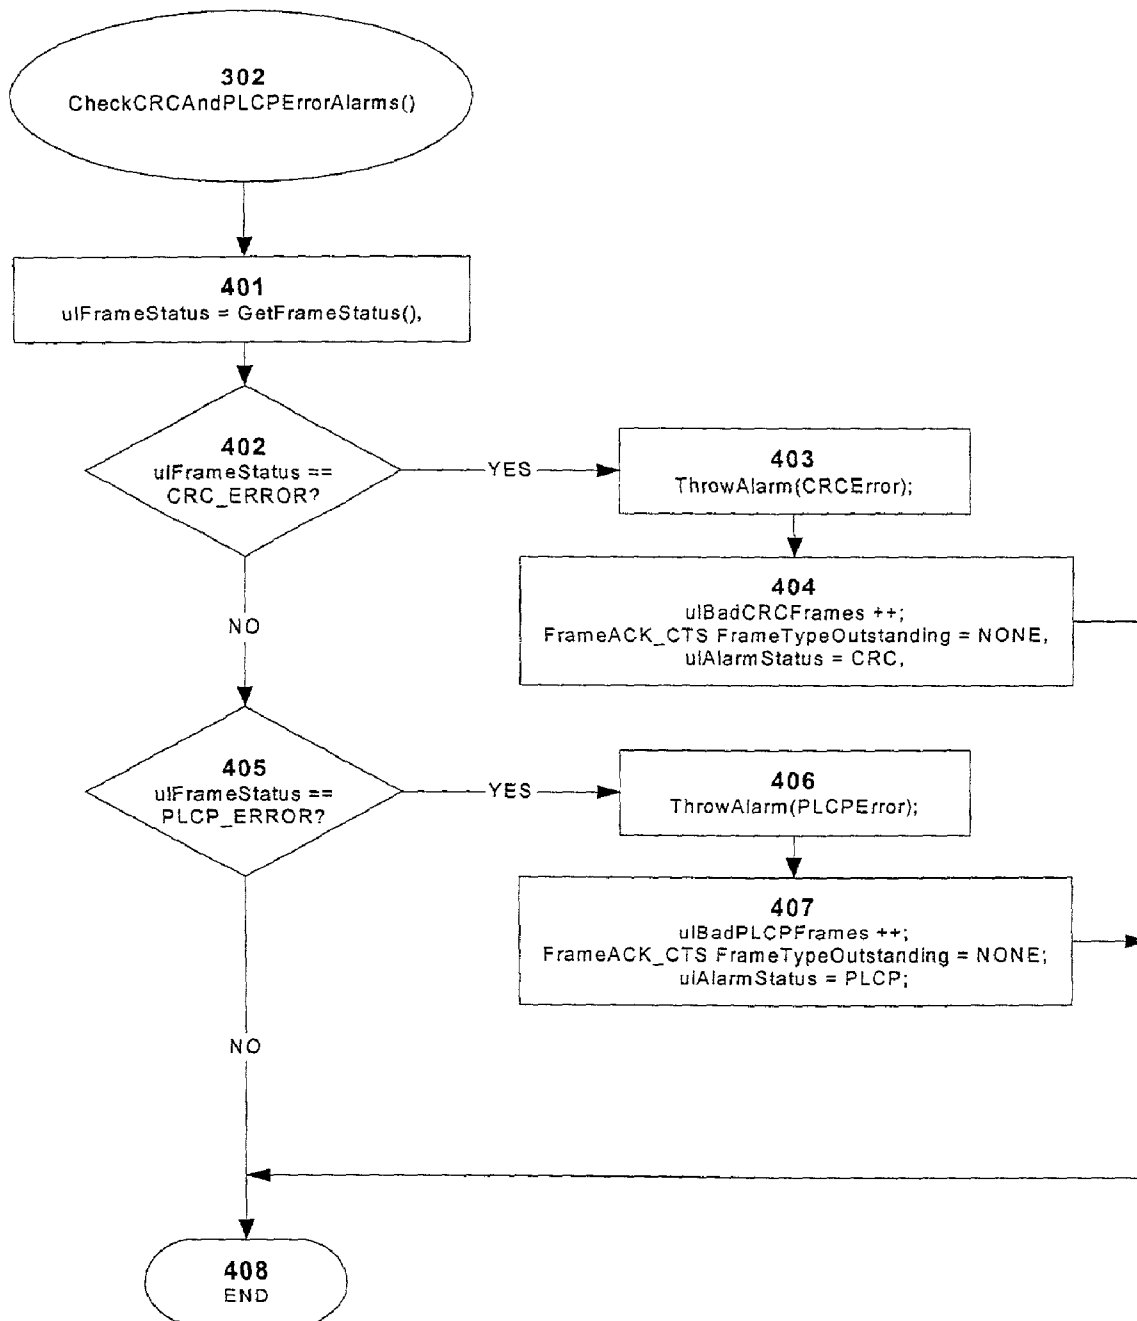 302
CheckCRCAndPLCPErrorAlarms()
401
ulFrameStatus = GetFrameStatus(),
402
ulFrameStatus ==
CRC_ERROR?
YES
403
ThrowAlarm(CRCError);
404
ulBadCRCFrames ++;
FrameACK_CTS FrameTypeOutstanding = NONE,
ulAlarmStatus = CRC,
NO
405
ulFrameStatus ==
PLCP_ERROR?
YES
406
ThrowAlarm(PLCPError);
407
ulBadPLCPFrames ++;
FrameACK_CTS FrameTypeOutstanding = NONE;
ulAlarmStatus = PLCP;
NO
408
END